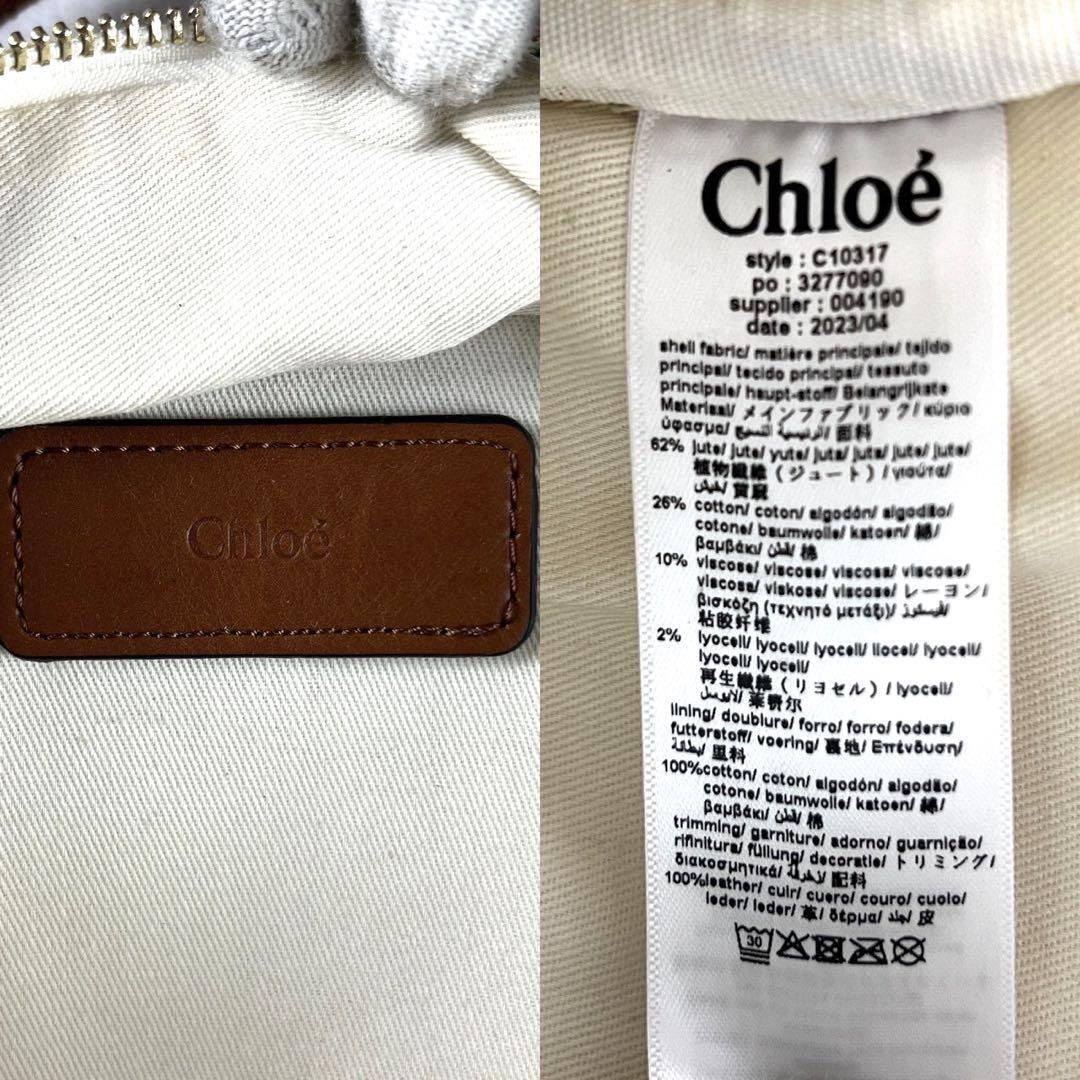 Chloé
Chloé
style : C10317
po : 3277090
supplier : 004190
date : 2023/04
shell fabric/ matière principale/ tejido
principal/ tecido principal/ tessuto
principale/ haupt-stoff/ Belangrijkste
Materiaal/ メインファブリック/ κύριο
ύφασμα/ الرئيسية النسيج/ 面料
62% jute/ jute/ yute/ juta/ juta/ jute/ jute/
植物繊維（ジュート）/ γιούτα/
خيش/ 黄麻
26% cotton/ coton/ algodón/ algodão/
cotone/ baumwolle/ katoen/ 綿/
βαμβάκι/ قطن/ 棉
10% viscose/ viscose/ viscosa/ viscose/
viscosa/ viskose/ viscose/ レーヨン/
βισκόζη (τεχνητό μετάξι)/ فيسكوز/
粘胶纤维
2% lyocell/ lyocell/ lyocell/ liocel/ lyocell/
lyocell/ lyocell/
再生繊維（リヨセル）/ lyocell/
莱赛尔
lining/ doublure/ forro/ forro/ fodera/
futterstoff/ voering/ 裏地/ Επένδυση/
بطانة/ 里料
100%cotton/ coton/ algodón/ algodão/
cotone/ baumwolle/ katoen/ 綿/
βαμβάκι/ قطن/ 棉
trimming/ garniture/ adorno/ guarnição/
rifinitura/ füllung/ decoratie/ トリミング/
διακοσμητικά/ 配料
100%leather/ cuir/ cuero/ couro/ cuoio/
leder/ leder/ 革/ δέρμα/ جلد/ 皮
30